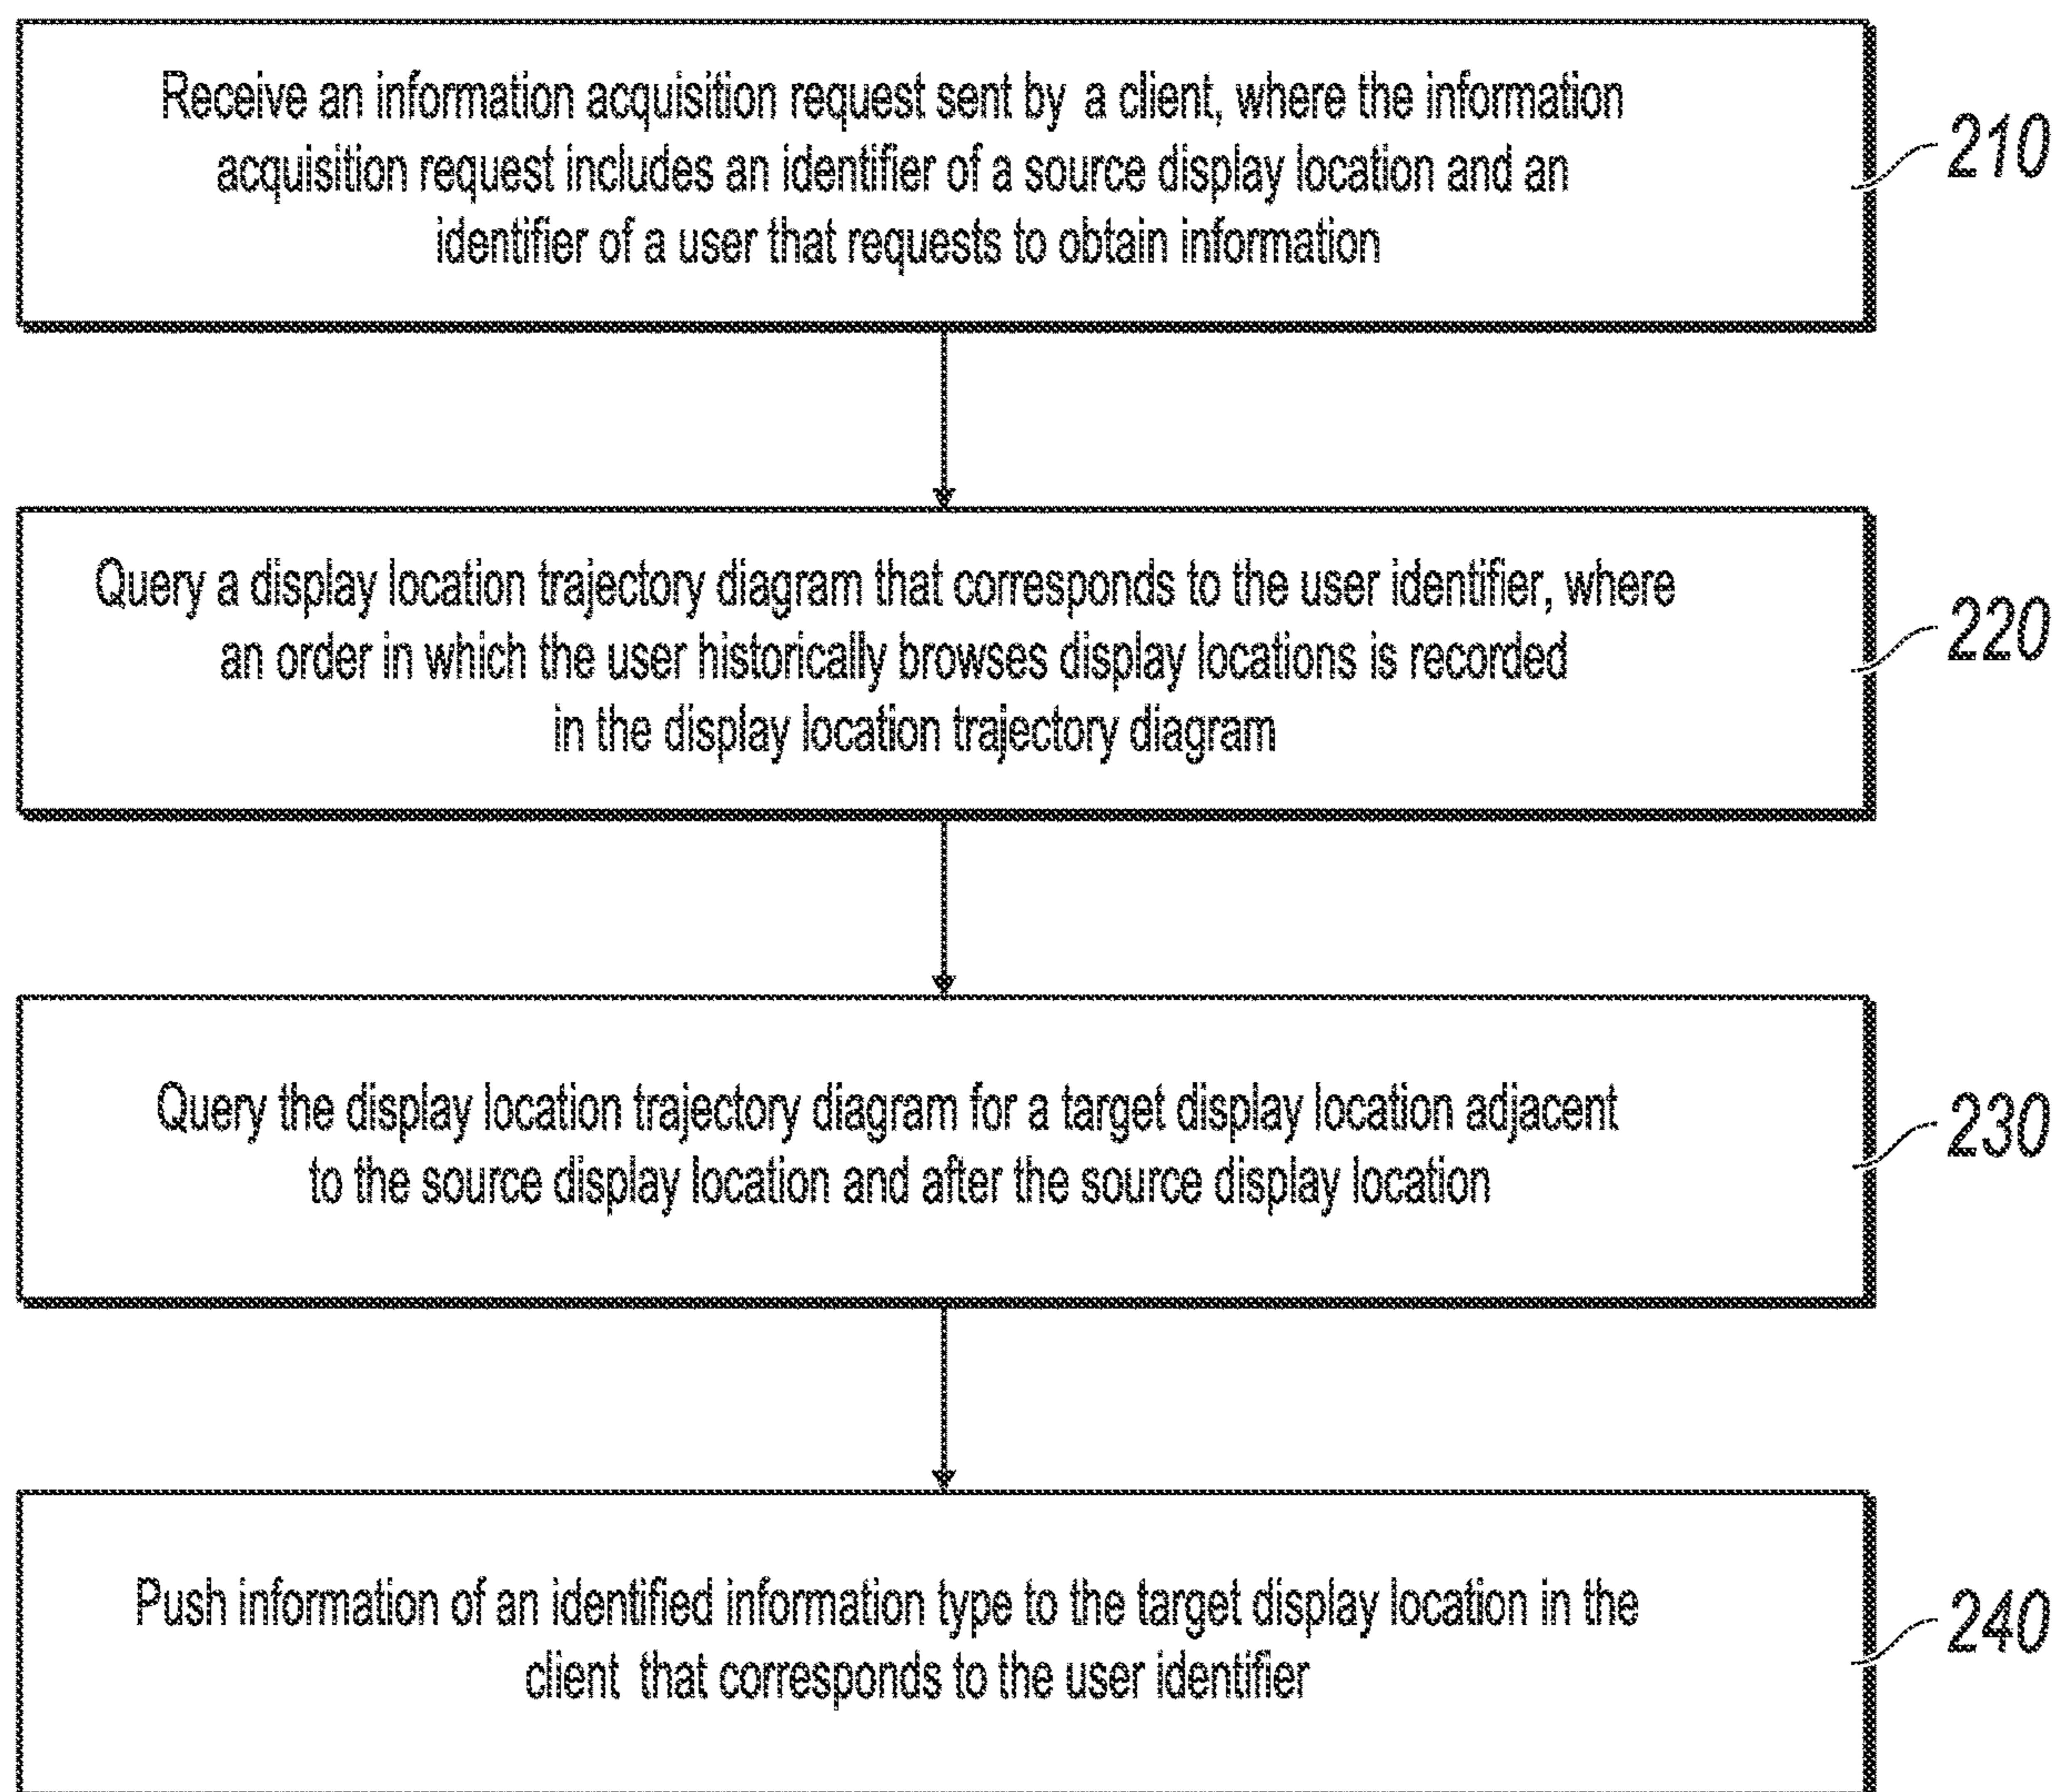 Receive an information acquisition request sent by a client, where the information
acquisition request includes an identifier of a source display location and an
identifier of a user that requests to obtain information
210
Query a display location trajectory diagram that corresponds to the user identifier, where
an order in which the user historically browses display locations is recorded
in the display location trajectory diagram
220
Query the display location trajectory diagram for a target display location adjacent
to the source display location and after the source display location
230
Push information of an identified information type to the target display location in the
client that corresponds to the user identifier
240